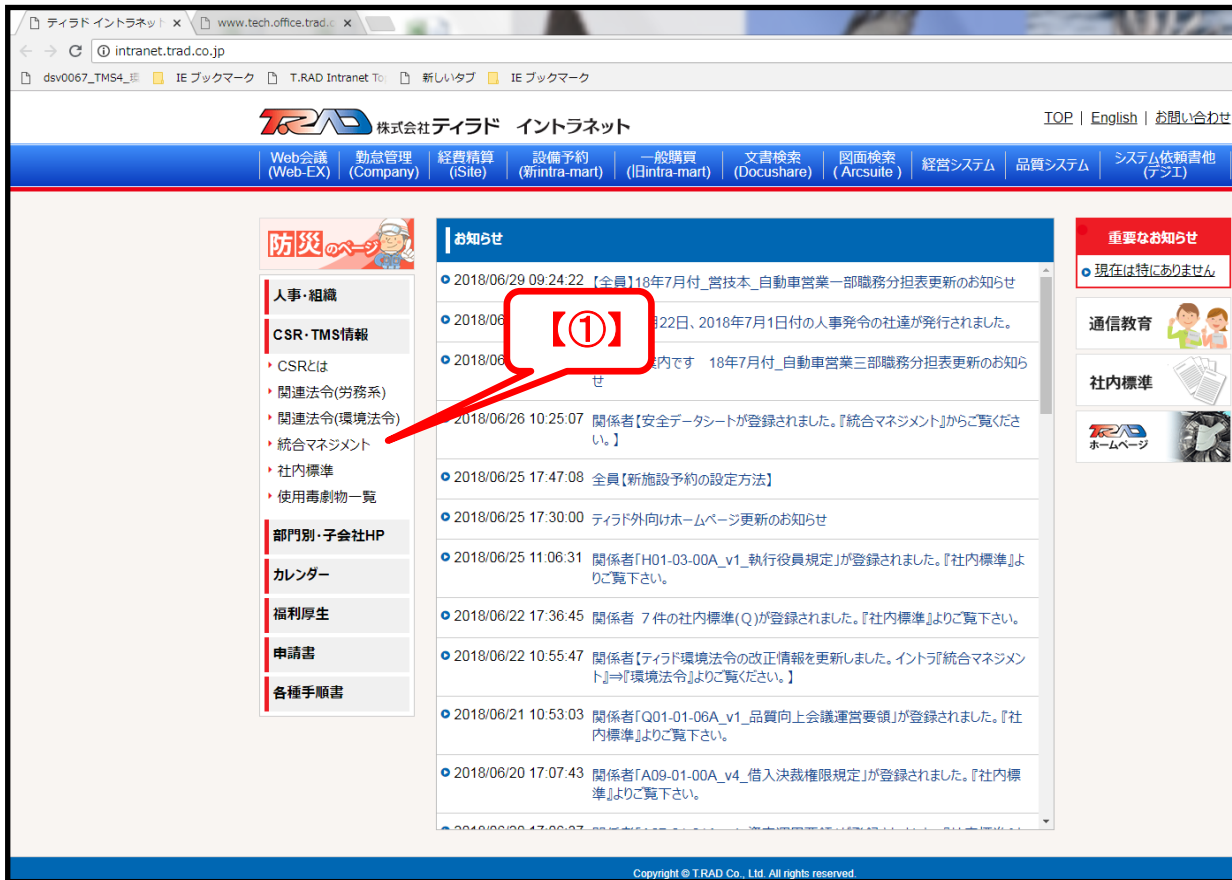 ティラド イントラネット
www.tech.office.trad.c
intranet.trad.co.jp
dsv0067_TMS4_環
IE ブックマーク
T.RAD Intranet To
新しいタブ
IE ブックマーク
T.RAD 株式会社ティラド イントラネット
TOP | English | お問い合わせ
Web会議
(Web-EX)
勤怠管理
(Company)
経費精算
(iSite)
設備予約
(新intra-mart)
一般購買
(旧intra-mart)
文書検索
(Docushare)
図面検索
( Arcsuite )
経営システム
品質システム
システム依頼書他
(デジエ)
防災のページ
人事・組織
CSR・TMS情報
CSRとは
関連法令(労務系)
関連法令(環境法令)
統合マネジメント
社内標準
使用毒劇物一覧
部門別・子会社HP
カレンダー
福利厚生
申請書
各種手順書
【①】
お知らせ
2018/06/29 09:24:22 【全員】18年7月付_営技本_自動車営業一部職務分担表更新のお知らせ
2018/06
月22日、2018年7月1日付の人事発令の社達が発行されました。
2018/06
案内です 18年7月付_自動車営業三部職務分担表更新のお知ら
せ
2018/06/26 10:25:07 関係者【安全データシートが登録されました。『統合マネジメント』からご覧くださ
い。】
2018/06/25 17:47:08 全員【新施設予約の設定方法】
2018/06/25 17:30:00 ティラド外向けホームページ更新のお知らせ
2018/06/25 11:06:31 関係者「H01-03-00A_v1_執行役員規定」が登録されました。『社内標準』よ
りご覧下さい。
2018/06/22 17:36:45 関係者 7件の社内標準(Q)が登録されました。『社内標準』よりご覧下さい。
2018/06/22 10:55:47 関係者【ティラド環境法令の改正情報を更新しました。イントラ『統合マネジメン
ト』⇒『環境法令』よりご覧ください。】
2018/06/21 10:53:03 関係者「Q01-01-06A_v1_品質向上会議運営要領」が登録されました。『社
内標準』よりご覧下さい。
2018/06/20 17:07:43 関係者「A09-01-00A_v4_借入決裁権限規定」が登録されました。『社内標
準』よりご覧下さい。
重要なお知らせ
現在は特にありません
通信教育
社内標準
T.RAD
ホームページ
Copyright © T.RAD Co., Ltd. All rights reserved.